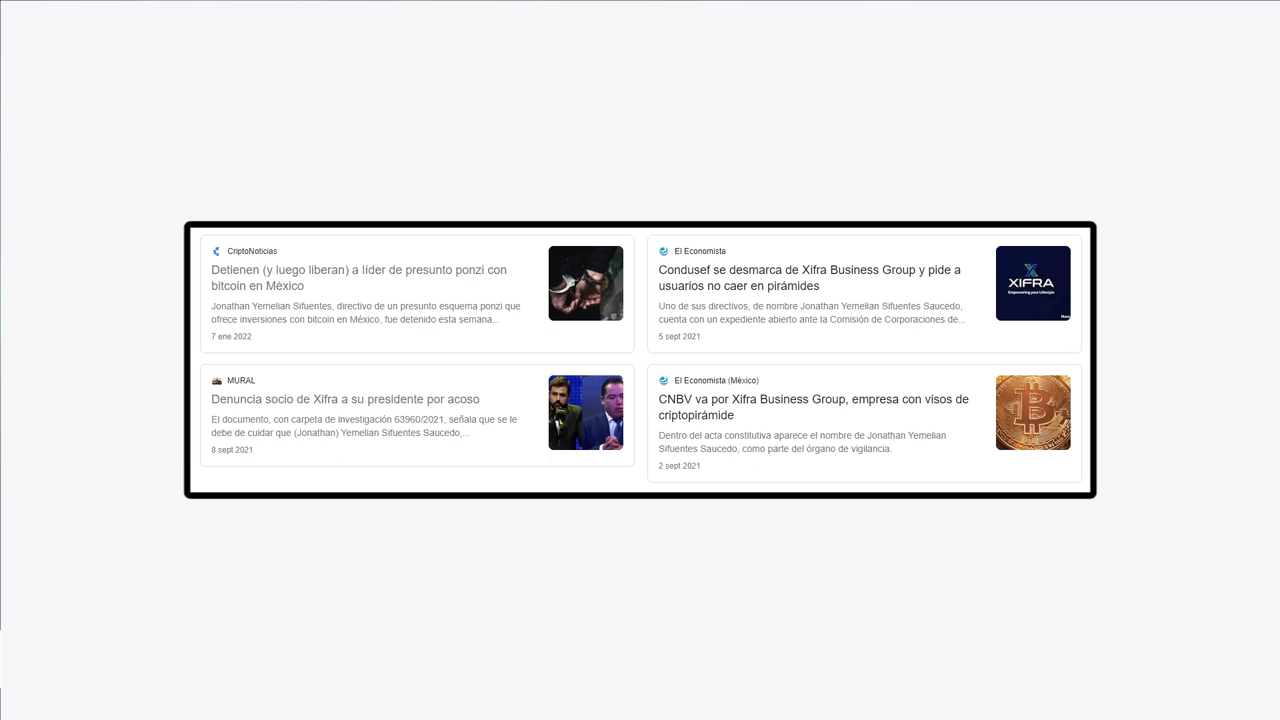 CriptoNoticias
Detienen (y luego liberan) a líder de presunto ponzi con
bitcoin en México
Jonathan Yemelian Sifuentes, directivo de un presunto esquema ponzi que
ofrece inversiones con bitcoin en México, fue detenido esta semana...
7 ene 2022
El Economista
Condusef se desmarca de Xifra Business Group y pide a
usuarios no caer en pirámides
Uno de sus directivos, de nombre Jonathan Yemelian Sifuentes Saucedo,
cuenta con un expediente abierto ante la Comisión de Corporaciones de...
5 sept 2021
XIFRA
Empowering your Lifestyle
MURAL
Denuncia socio de Xifra a su presidente por acoso
El documento, con carpeta de investigación 63960/2021, señala que se le
debe de cuidar que (Jonathan) Yemelian Sifuentes Saucedo,...
8 sept 2021
El Economista (México)
CNBV va por Xifra Business Group, empresa con visos de
criptopirámide
Dentro del acta constitutiva aparece el nombre de Jonathan Yemelian
Sifuentes Saucedo, como parte del órgano de vigilancia.
2 sept 2021